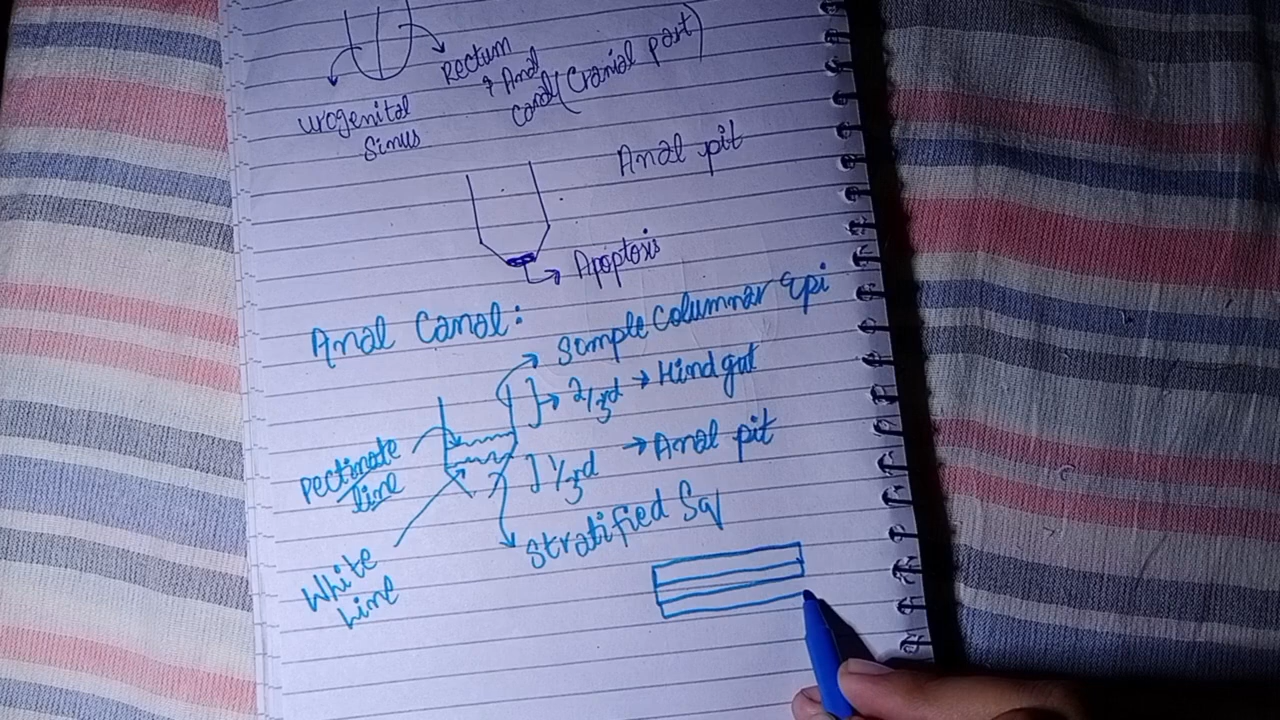 Rectum
& Anal
Canal (Cranial part)
urogenital
Sinus
Anal pit
Apoptosis
Anal Canal:
Simple Columnar Epi
2/3rd → Hind gut
Pectinate
line
1/3rd → Anal pit
Stratified Sq
White
Line